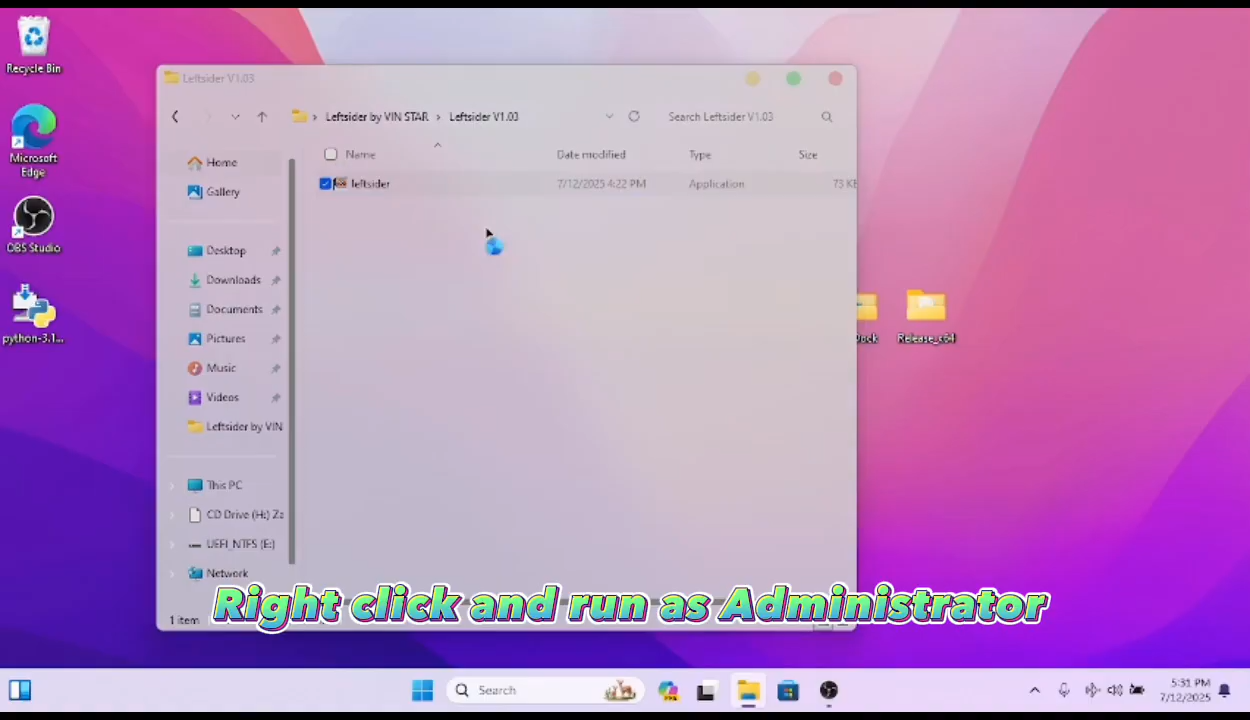 Recycle Bin
Microsoft
Edge
OBS Studio
python-3.1...
Leftsider V1.03
Leftsider by VIN STAR > Leftsider V1.03
Search Leftsider V1.03
Name
Date modified
Type
Size
leftsider
7/12/2025 4:22 PM
Application
73 KB
Home
Gallery
Desktop
Downloads
Documents
Pictures
Music
Videos
Leftsider by VIN
This PC
CD Drive (H:) Za
UEFI_NTFS (E:)
Network
1 item
Release_x64
Right click and run as Administrator
Search
5:31 PM
7/12/2025